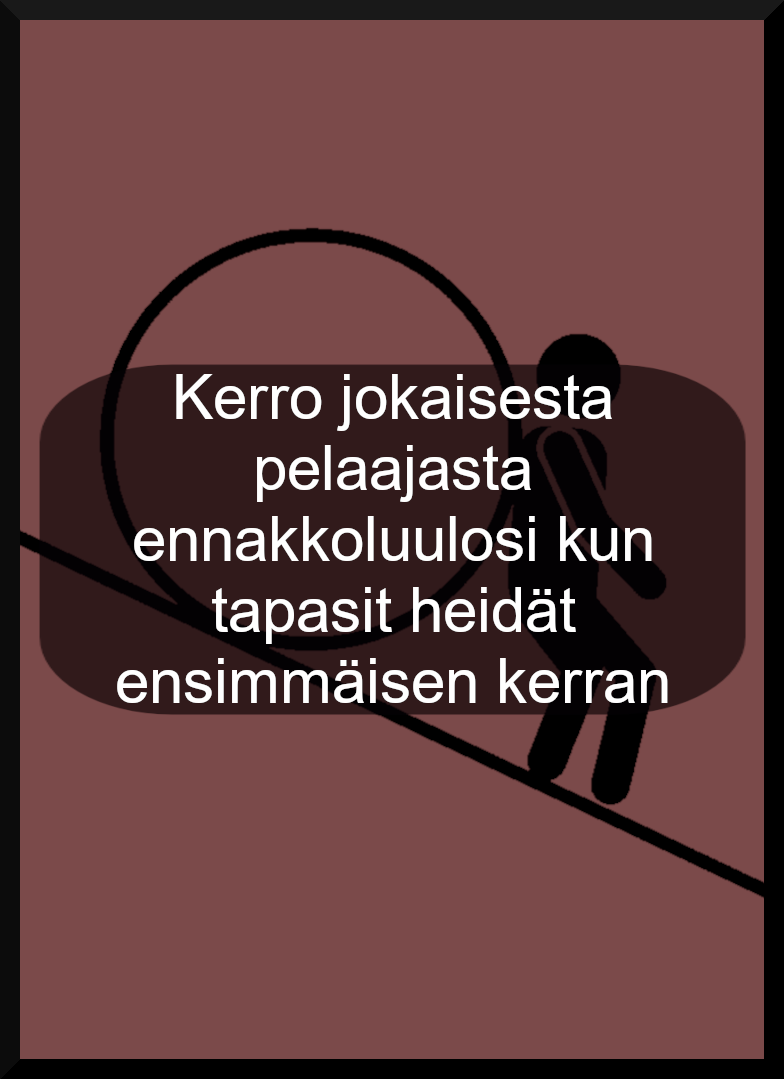 Kerro jokaisesta
pelaajasta
ennakkoluulosi kun
tapasit heidät
ensimmäisen kerran